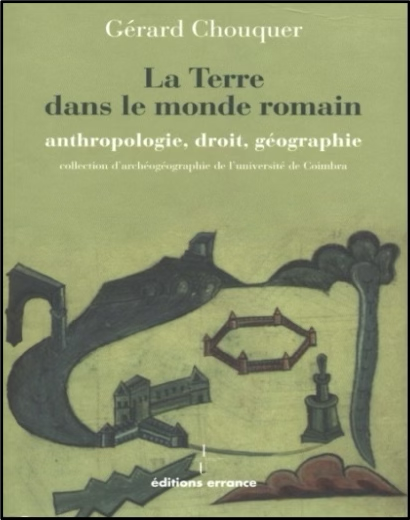 Gérard Chouquer
La Terre
dans le monde romain
anthropologie, droit, géographie
collection d'archéogéographie de l'université de Coimbra
éditions errance